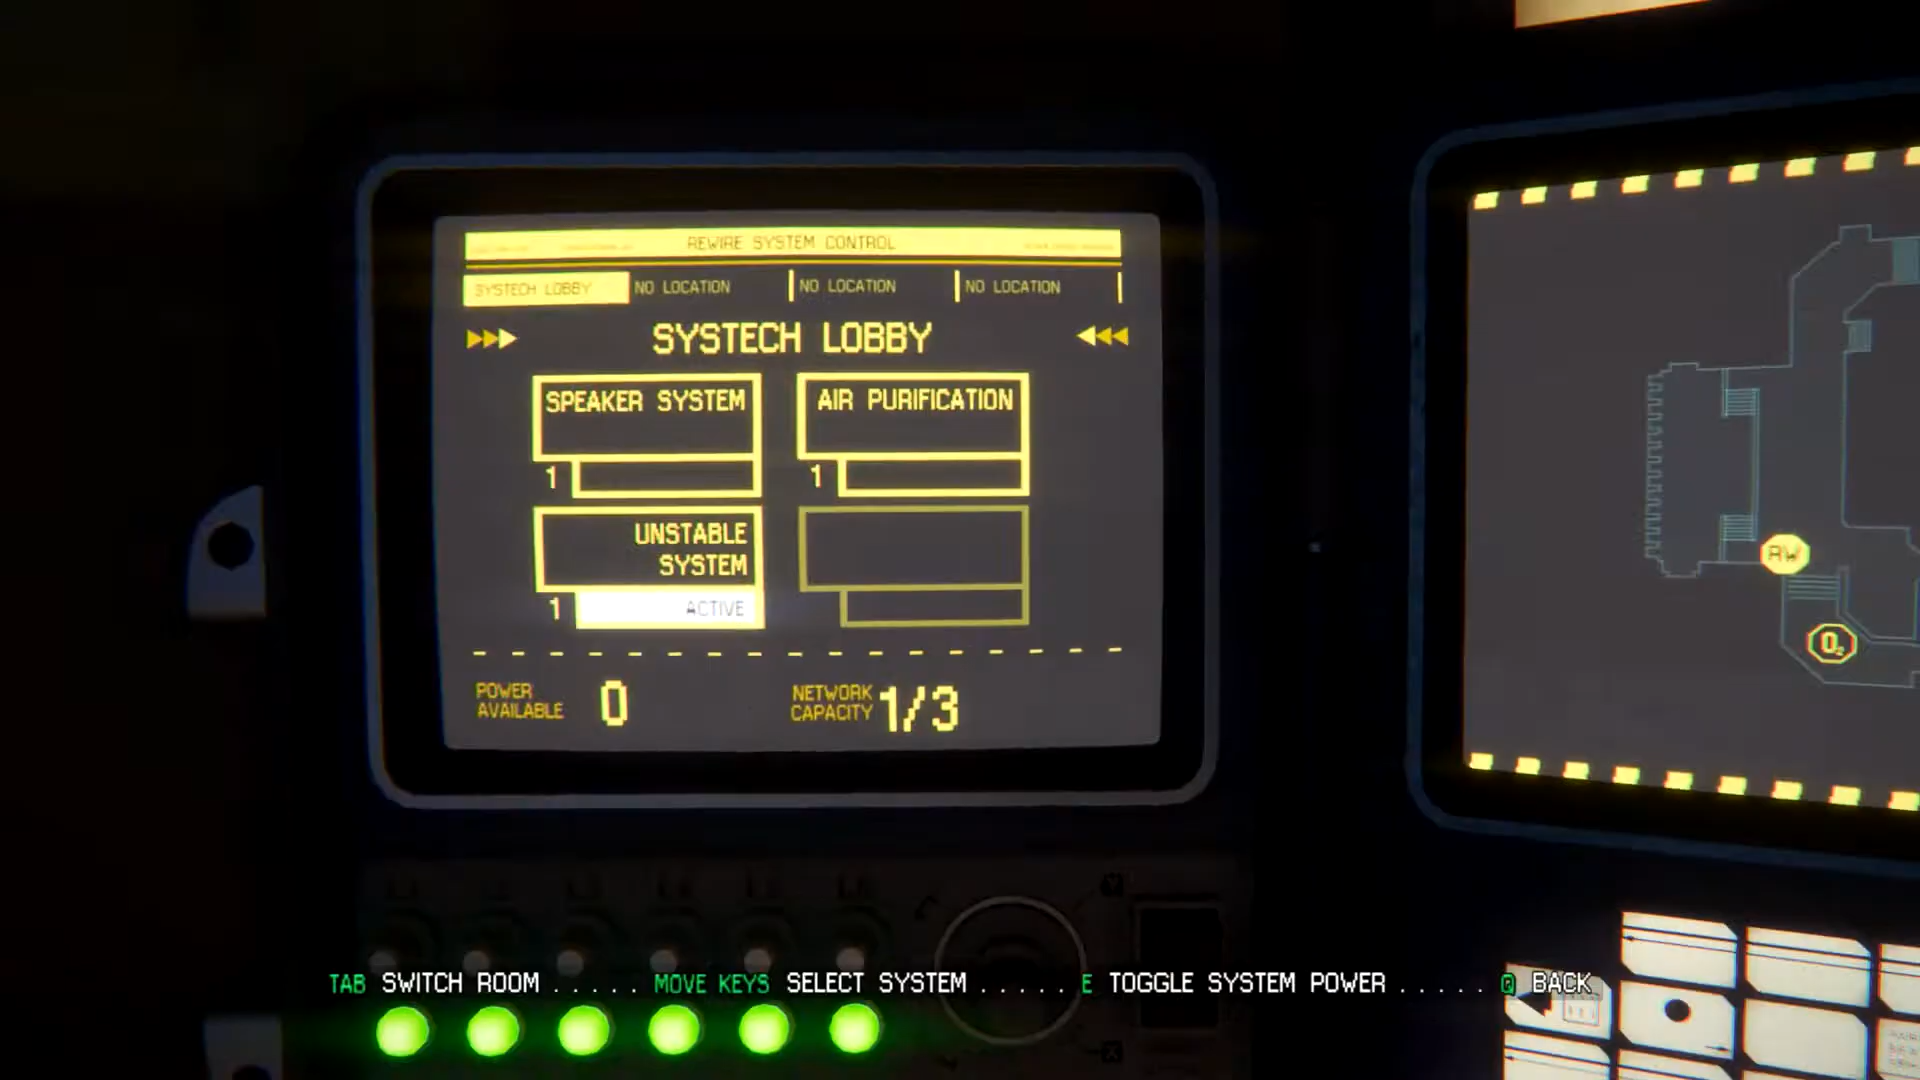 REWIRE SYSTEM CONTROL
SYSTECH LOBBY
NO LOCATION
NO LOCATION
NO LOCATION
SYSTECH LOBBY
SPEAKER SYSTEM
1
AIR PURIFICATION
1
UNSTABLE
SYSTEM
1
ACTIVE
POWER
AVAILABLE
0
NETWORK
CAPACITY
1/3
RW
O₂
TAB SWITCH ROOM ..... MOVE KEYS SELECT SYSTEM ...... E TOGGLE SYSTEM POWER ..... Q BACK